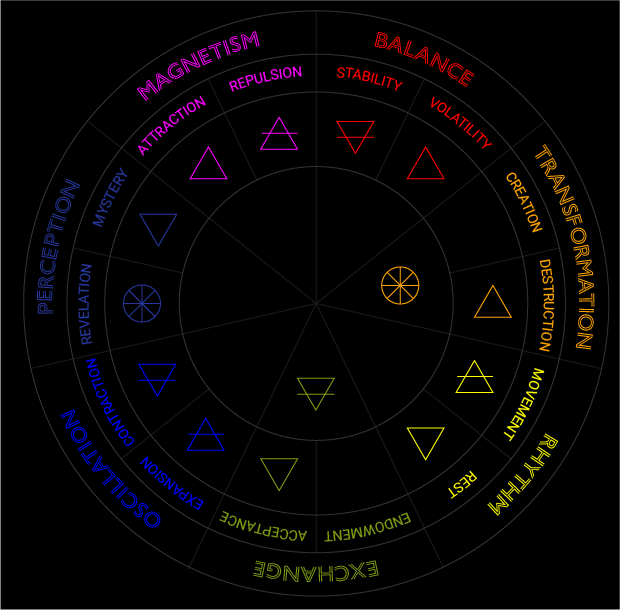 MAGNETISM
BALANCE
REPULSION
STABILITY
ATTRACTION
VOLATILITY
MYSTERY
CREATION
TRANSFORMATION
PERCEPTION
REVELATION
DESTRUCTION
CONTRACTION
MOVEMENT
OSCILLATION
RHYTHM
EXPANSION
REST
ACCEPTANCE
ENDOWMENT
EXCHANGE